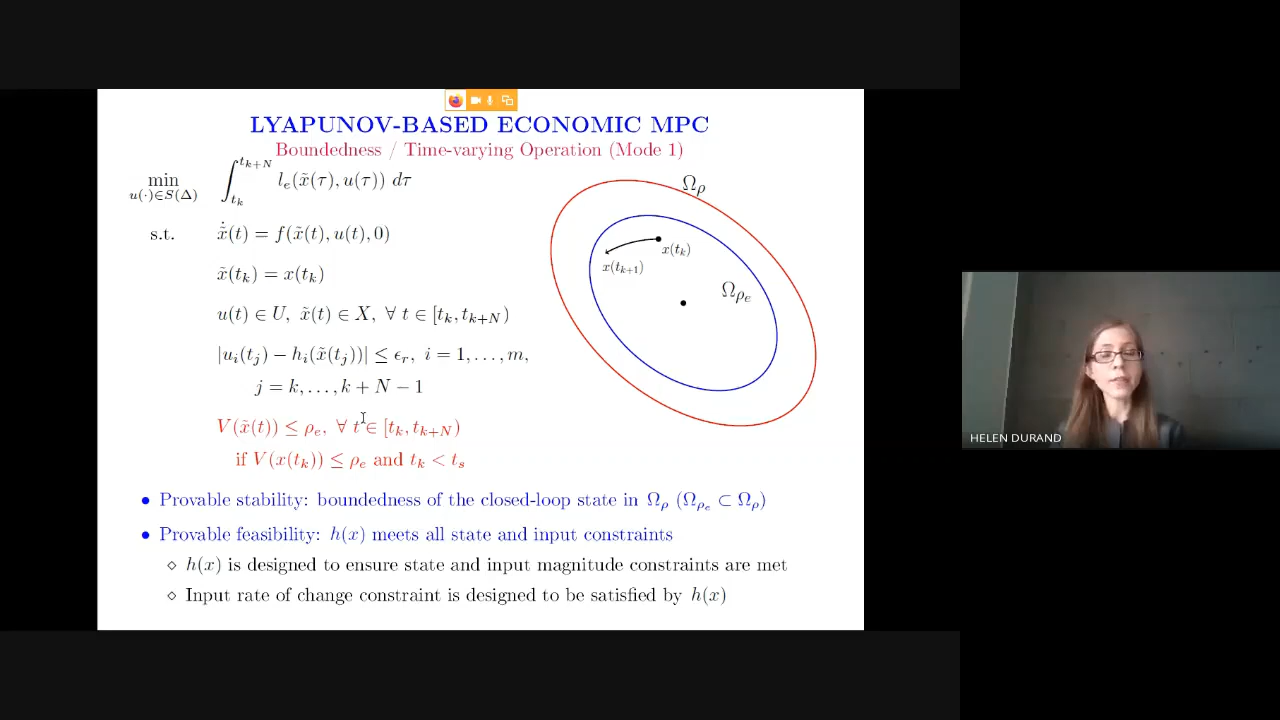 LYAPUNOV-BASED ECONOMIC MPC
Boundedness / Time-varying Operation (Mode 1)
min_{u(·)∈S(Δ)} ∫_{t_k}^{t_{k+N}} l_e(x̃(τ), u(τ)) dτ
s.t. x̃̇(t) = f(x̃(t), u(t), 0)
x̃(t_k) = x(t_k)
u(t) ∈ U, x̃(t) ∈ X, ∀ t ∈ [t_k, t_{k+N})
|u_i(t_j) − h_i(x̃(t_j))| ≤ ϵ_r, i = 1, . . . , m,
j = k, . . . , k + N − 1
V(x̃(t)) ≤ ρ_e, ∀ t ∈ [t_k, t_{k+N})
if V(x(t_k)) ≤ ρ_e and t_k < t_s
Ω_ρ
x(t_k)
x(t_{k+1})
Ω_{ρ_e}
• Provable stability: boundedness of the closed-loop state in Ω_ρ (Ω_{ρ_e} ⊂ Ω_ρ)
• Provable feasibility: h(x) meets all state and input constraints
⋄ h(x) is designed to ensure state and input magnitude constraints are met
⋄ Input rate of change constraint is designed to be satisfied by h(x)
HELEN DURAND